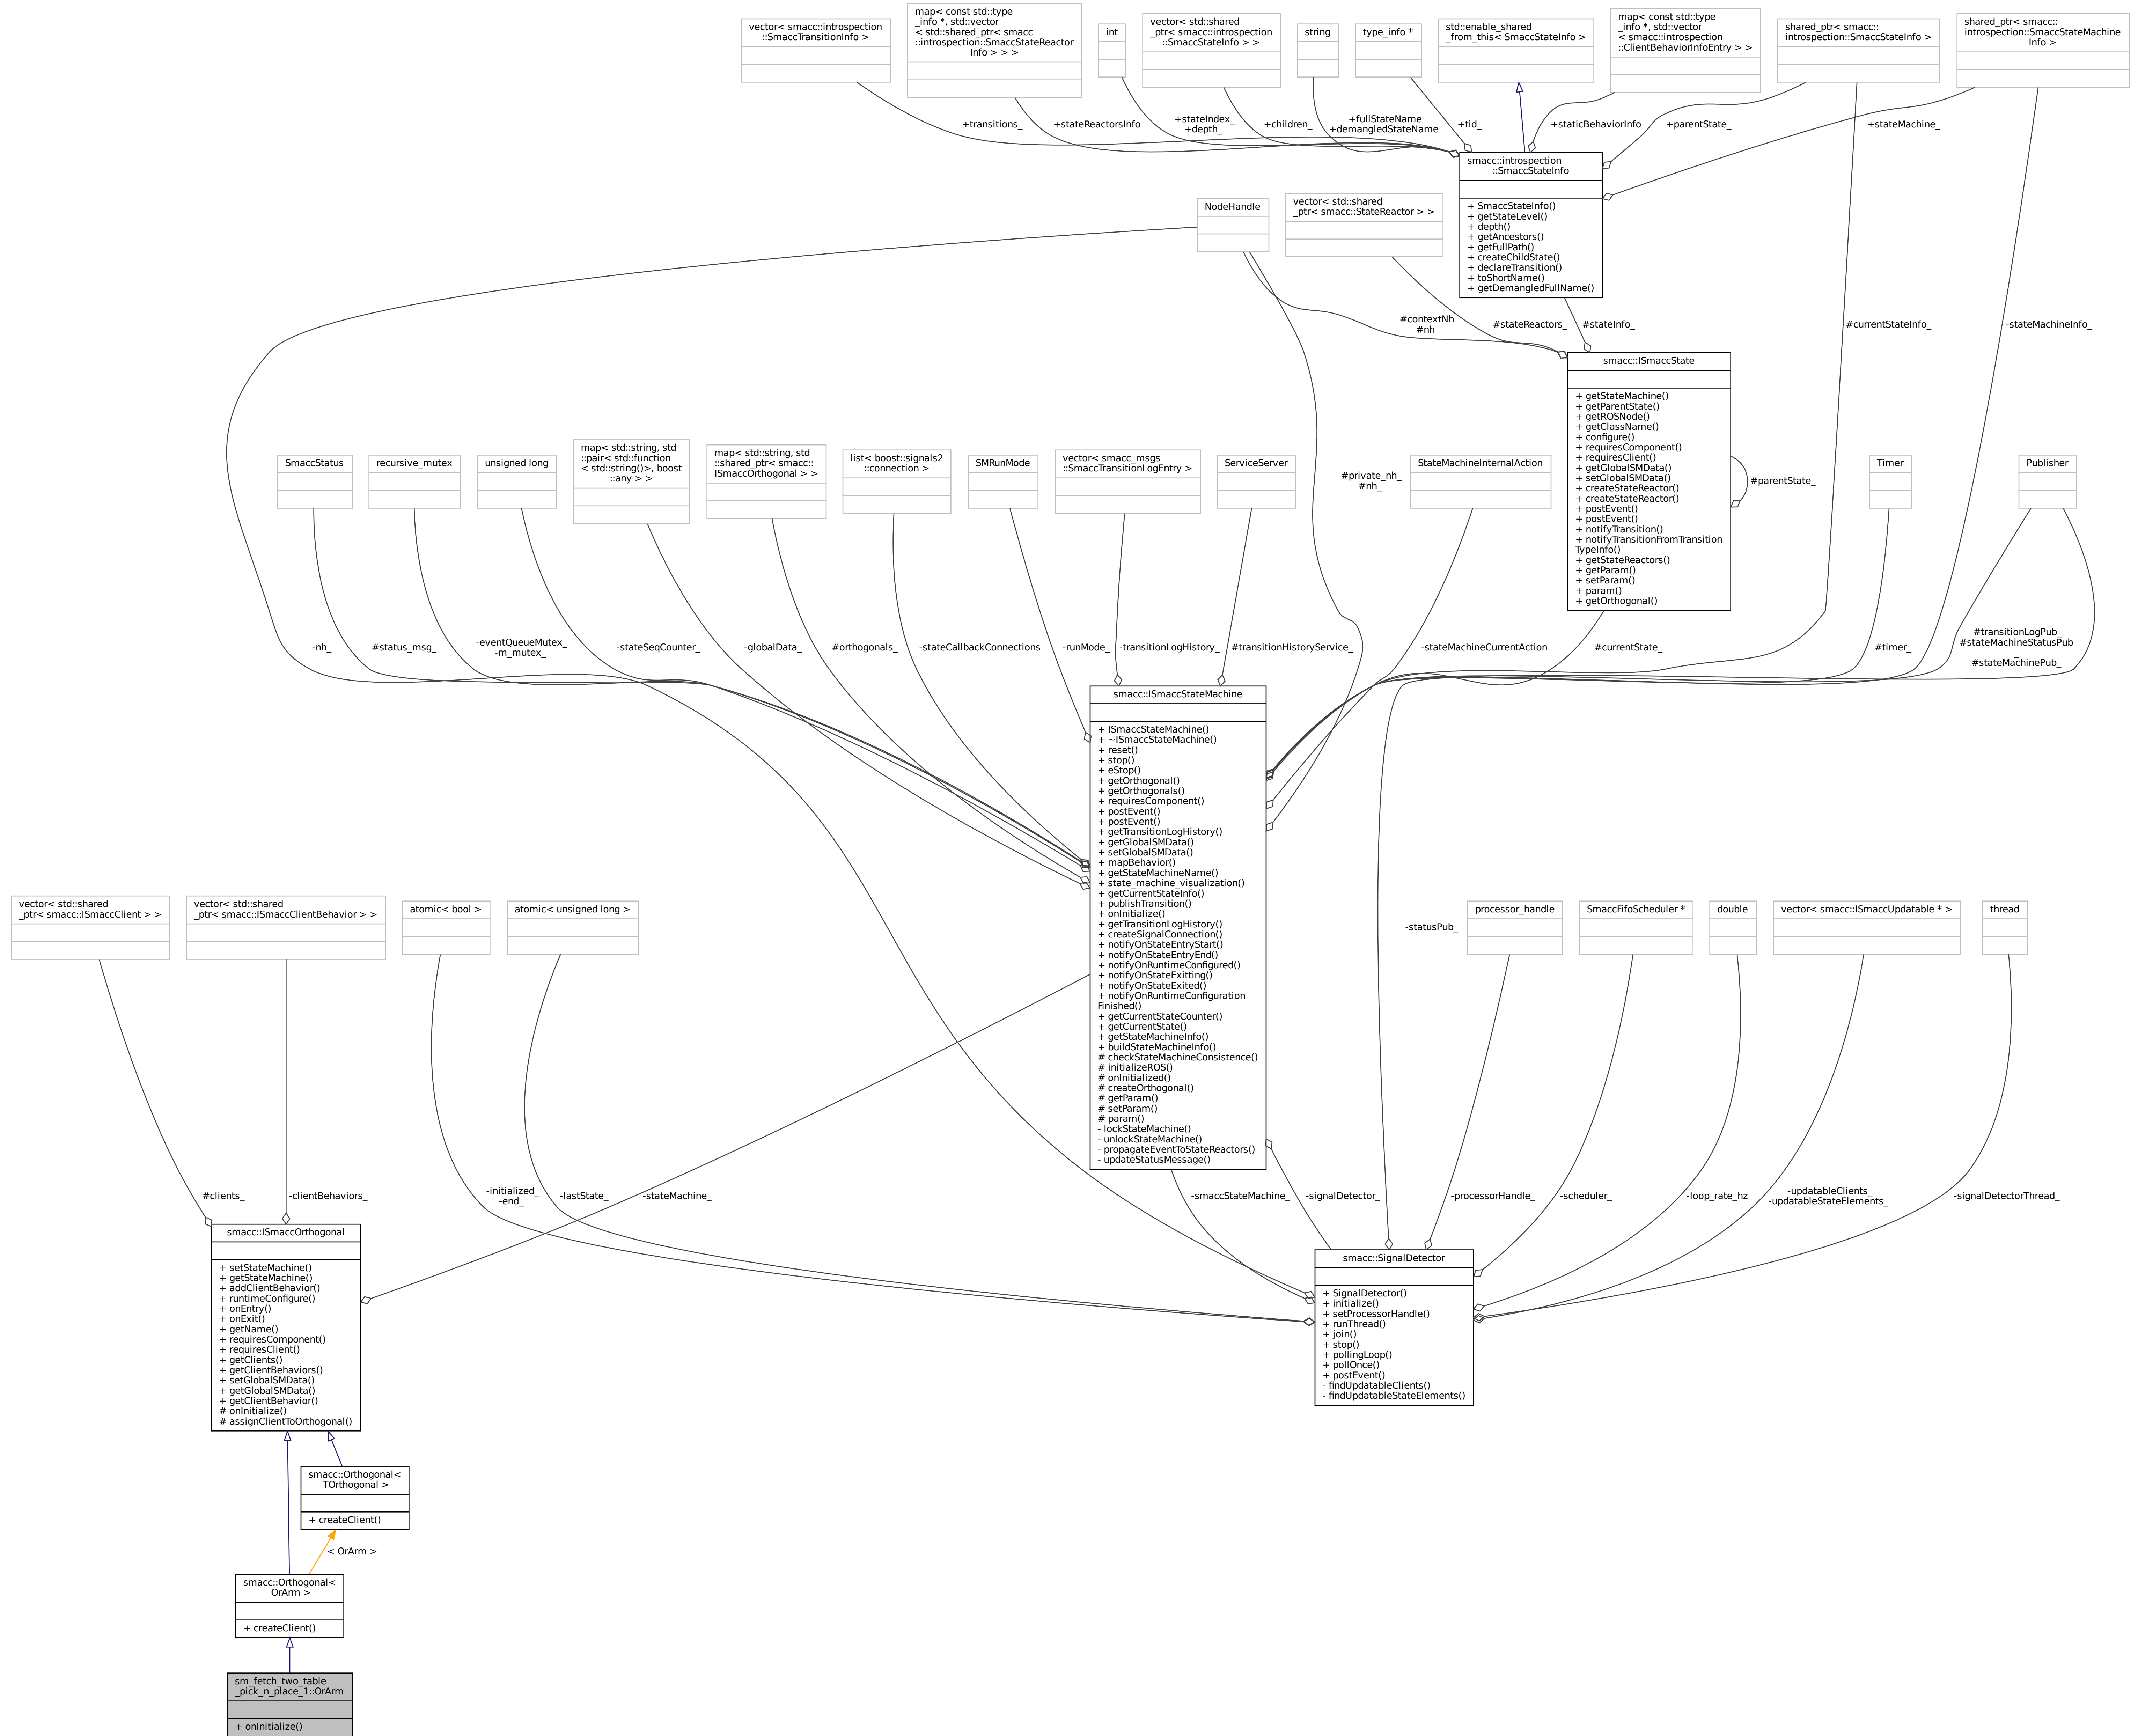 vector< smacc::introspection
::SmaccTransitionInfo >
map< const std::type
_info *, std::vector
< std::shared_ptr< smacc
::introspection::SmaccStateReactor
Info > > >
int
vector< std::shared
_ptr< smacc::introspection
::SmaccStateInfo > >
string
type_info *
std::enable_shared
_from_this< SmaccStateInfo >
map< const std::type
_info *, std::vector
< smacc::introspection
::ClientBehaviorInfoEntry > >
shared_ptr< smacc::
introspection::SmaccStateInfo >
shared_ptr< smacc::
introspection::SmaccStateMachine
Info >
+transitions_
+stateReactorsInfo
+stateIndex_
+depth_
+children_
+fullStateName
+demangledStateName
+tid_
+staticBehaviorInfo
+parentState_
+stateMachine_
smacc::introspection
::SmaccStateInfo
+ SmaccStateInfo()
+ getStateLevel()
+ depth()
+ getAncestors()
+ getFullPath()
+ createChildState()
+ declareTransition()
+ toShortName()
+ getDemangledFullName()
NodeHandle
vector< std::shared
_ptr< smacc::StateReactor > >
#contextNh
#nh
#stateReactors_
#stateInfo_
#currentStateInfo_
-stateMachineInfo_
smacc::ISmaccState
+ getStateMachine()
+ getParentState()
+ getROSNode()
+ getClassName()
+ configure()
+ requiresComponent()
+ requiresClient()
+ getGlobalSMData()
+ setGlobalSMData()
+ createStateReactor()
+ createStateReactor()
+ postEvent()
+ postEvent()
+ notifyTransition()
+ notifyTransitionFromTransition
TypeInfo()
+ getStateReactors()
+ getParam()
+ setParam()
+ param()
+ getOrthogonal()
#parentState_
SmaccStatus
recursive_mutex
unsigned long
map< std::string, std
::pair< std::function
< std::string()>, boost
::any > >
map< std::string, std
::shared_ptr< smacc::
ISmaccOrthogonal > >
list< boost::signals2
::connection >
SMRunMode
vector< smacc_msgs
::SmaccTransitionLogEntry >
ServiceServer
#private_nh_
#nh_
StateMachineInternalAction
Timer
Publisher
-nh_
#status_msg_
-eventQueueMutex_
-m_mutex_
-stateSeqCounter_
-globalData_
#orthogonals_
-stateCallbackConnections
-runMode_
-transitionLogHistory_
#transitionHistoryService_
-stateMachineCurrentAction
#currentState_
#timer_
#transitionLogPub_
#stateMachineStatusPub
_
#stateMachinePub_
smacc::ISmaccStateMachine
+ ISmaccStateMachine()
+ ~ISmaccStateMachine()
+ reset()
+ stop()
+ eStop()
+ getOrthogonal()
+ getOrthogonals()
+ requiresComponent()
+ postEvent()
+ postEvent()
+ getTransitionLogHistory()
+ getGlobalSMData()
+ setGlobalSMData()
+ mapBehavior()
+ getStateMachineName()
+ state_machine_visualization()
+ getCurrentStateInfo()
+ publishTransition()
+ onInitialize()
+ getTransitionLogHistory()
+ createSignalConnection()
+ notifyOnStateEntryStart()
+ notifyOnStateEntryEnd()
+ notifyOnRuntimeConfigured()
+ notifyOnStateExitting()
+ notifyOnStateExited()
+ notifyOnRuntimeConfiguration
Finished()
+ getCurrentStateCounter()
+ getCurrentState()
+ getStateMachineInfo()
+ buildStateMachineInfo()
# checkStateMachineConsistence()
# initializeROS()
# onInitialized()
# createOrthogonal()
# getParam()
# setParam()
# param()
- lockStateMachine()
- unlockStateMachine()
- propagateEventToStateReactors()
- updateStatusMessage()
vector< std::shared
_ptr< smacc::ISmaccClient > >
vector< std::shared
_ptr< smacc::ISmaccClientBehavior > >
atomic< bool >
atomic< unsigned long >
-statusPub_
processor_handle
SmaccFifoScheduler *
double
vector< smacc::ISmaccUpdatable * >
thread
#clients_
-clientBehaviors_
-initialized_
-end_
-lastState_
-stateMachine_
-smaccStateMachine_
-signalDetector_
-processorHandle_
-scheduler_
-loop_rate_hz
-updatableClients_
-updatableStateElements_
-signalDetectorThread_
smacc::ISmaccOrthogonal
+ setStateMachine()
+ getStateMachine()
+ addClientBehavior()
+ runtimeConfigure()
+ onEntry()
+ onExit()
+ getName()
+ requiresComponent()
+ requiresClient()
+ getClients()
+ getClientBehaviors()
+ setGlobalSMData()
+ getGlobalSMData()
+ getClientBehavior()
# onInitialize()
# assignClientToOrthogonal()
smacc::SignalDetector
+ SignalDetector()
+ initialize()
+ setProcessorHandle()
+ runThread()
+ join()
+ stop()
+ pollingLoop()
+ pollOnce()
+ postEvent()
- findUpdatableClients()
- findUpdatableStateElements()
smacc::Orthogonal<
TOrthogonal >
+ createClient()
< OrArm >
smacc::Orthogonal<
OrArm >
+ createClient()
sm_fetch_two_table
_pick_n_place_1::OrArm
+ onInitialize()